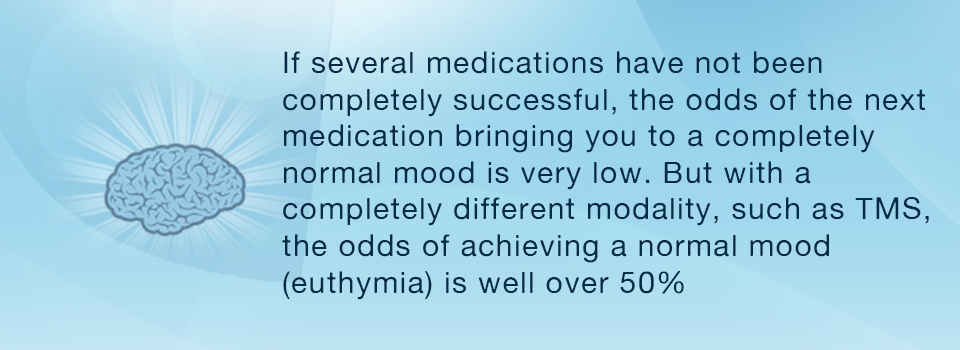 If several medications have not been
completely successful, the odds of the next
medication bringing you to a completely
normal mood is very low. But with a
completely different modality, such as TMS,
the odds of achieving a normal mood
(euthymia) is well over 50%